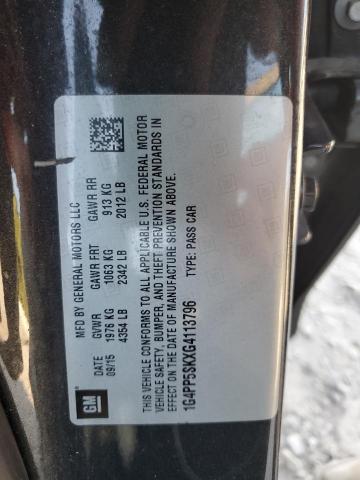 MFD BY GENERAL MOTORS LLC
DATE GVWR GAWR FRT GAWR RR
09/15 1976 KG 1063 KG 913 KG
4354 LB 2342 LB 2012 LB
THIS VEHICLE CONFORMS TO ALL APPLICABLE U.S. FEDERAL MOTOR
VEHICLE SAFETY, BUMPER, AND THEFT PREVENTION STANDARDS IN
EFFECT ON THE DATE OF MANUFACTURE SHOWN ABOVE.
1G4PP5SKXG4113796 TYPE: PASS CAR
GM